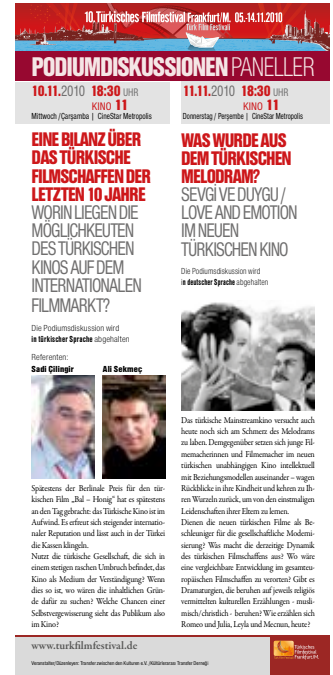 10.Türkisches Filmfestival Frankfurt/M. 05.-14.11.2010
Türk Film Festivali
PODIUMDISKUSSIONEN PANELLER
10.11.2010 18:30 UHR
KINO 11
Mittwoch /Çarşamba | CineStar Metropolis
EINE BILANZ ÜBER
DAS TÜRKISCHE
FILMSCHAFFEN DER
LETZTEN 10 JAHRE
WORIN LIEGEN DIE
MÖGLICHKEUTEN
DES TÜRKISCHEN
KINOS AUF DEM
INTERNATIONALEN
FILMMARKT?
Die Podiumsdiskussion wird
in türkischer Sprache abgehalten
Referenten:
Sadi Çilingir Ali Sekmeç
Spätestens der Berlinale Preis für den tür-
kischen Film „Bal – Honig" hat es spätestens
an den Tag gebracht: das Türkische Kino ist im
Aufwind. Es erfreut sich steigender internatio-
naler Reputation und lässt auch in der Türkei
die Kassen klingeln.
Nutzt die türkische Gesellschaft, die sich in
einem stetigen raschen Umbruch befindet, das
Kino als Medium der Verständigung? Wenn
dies so ist, wo wären die inhaltlichen Grün-
de dafür zu suchen? Welche Chancen einer
Selbstvergewisserung sieht das Publikum also
im Kino?
11.11.2010 18:30 UHR
KINO 11
Donnerstag / Perşembe | CineStar Metropolis
WAS WURDE AUS
DEM TÜRKISCHEN
MELODRAM?
SEVGİ VE DUYGU /
LOVE AND EMOTION
IM NEUEN
TÜRKISCHEN KINO
Die Podiumsdiskussion wird
in deutscher Sprache abgehalten
Das türkische Mainstreamkino versucht auch
heute noch sich am Schmerz des Melodrams
zu laben. Demgegenüber setzen sich junge Fil-
memacherinnen und Filmemacher im neuen
türkischen unabhängigen Kino intellektuell
mit Beziehungsmodellen auseinander – wagen
Rückblicke in ihre Kindheit und kehren zu Ih-
ren Wurzeln zurück, um von den einstmaligen
Leidenschaften ihrer Eltern zu lernen.
Dienen die neuen türkischen Filme als Be-
schleuniger für die gesellschaftliche Moderni-
sierung? Was macht die derzeitige Dynamik
des türkischen Filmschaffens aus? Wo wäre
eine vergleichbare Entwicklung im gesamteu-
ropäischen Filmschaffen zu verorten? Gibt es
Dramaturgien, die beruhen auf jeweils religiös
vermittelten kulturellen Erzählungen - musli-
misch/christlich - beruhen? Wie erzählen sich
Romeo und Julia, Leyla und Mecnun, heute?
www.turkfilmfestival.de
Veranstalter/Düzenleyen: Transfer zwischen den Kulturen e.V. /Kültürlerarası Transfer Derneği
Türkisches
Filmfestival
Frankfurt/M.